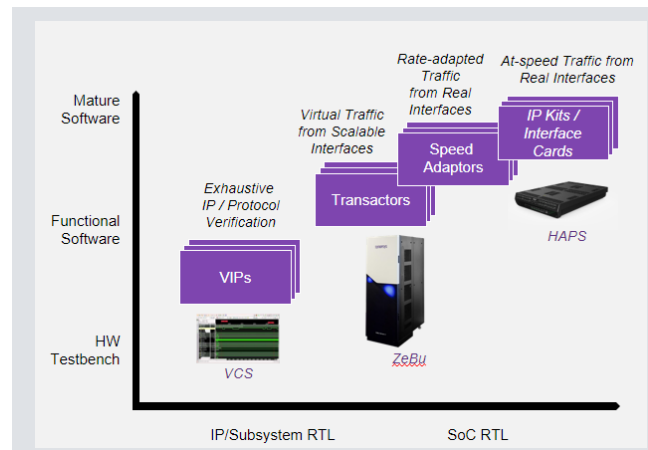 Rate-adapted
Traffic
from Real
Interfaces
At-speed Traffic from
Real Interfaces
Mature
Software
Virtual Traffic
from Scalable
Interfaces
IP Kits /
Interface
Cards
Speed
Adaptors
Exhaustive
IP / Protocol
Verification
Transactors
Functional
Software
HAPS
VIPs
HW
Testbench
VCS
ZeBu
IP/Subsystem RTL
SoC RTL